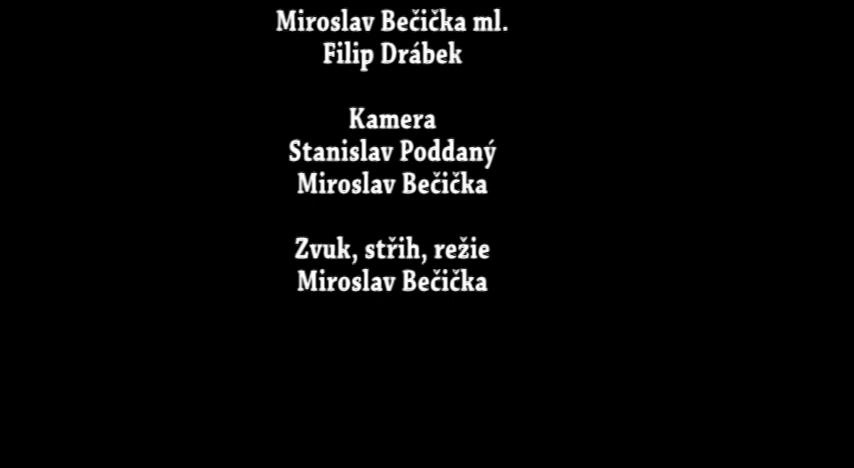 Miroslav Bečička ml.
Filip Drábek
Kamera
Stanislav Poddaný
Miroslav Bečička
Zvuk, střih, režie
Miroslav Bečička